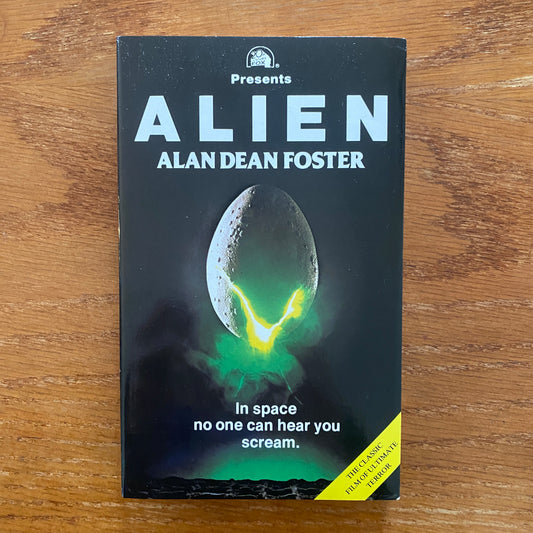 Presents
ALIEN
ALAN DEAN FOSTER
In space
no one can hear you
scream.
THE CLASSIC
FILM OF ULTIMATE
TERROR